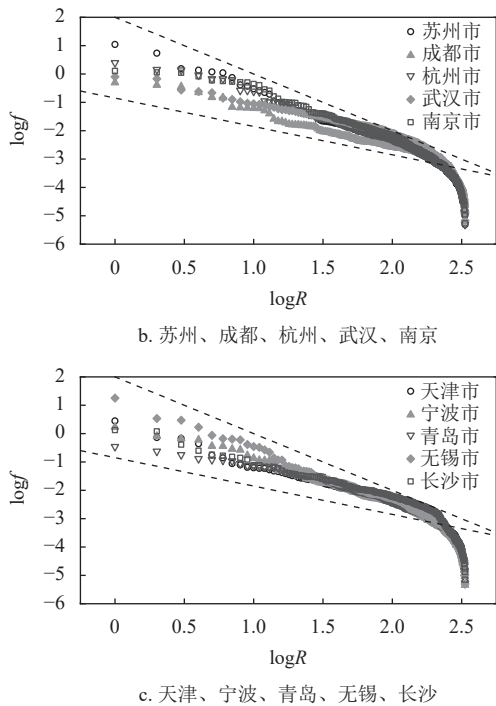 2
1
0
−1
−2
−3
−4
−5
−6
logf
苏州市
成都市
杭州市
武汉市
南京市
0 0.5 1.0 1.5 2.0 2.5
logR
b. 苏州、成都、杭州、武汉、南京
2
1
0
−1
−2
−3
−4
−5
−6
logf
天津市
宁波市
青岛市
无锡市
长沙市
0 0.5 1.0 1.5 2.0 2.5
logR
c. 天津、宁波、青岛、无锡、长沙